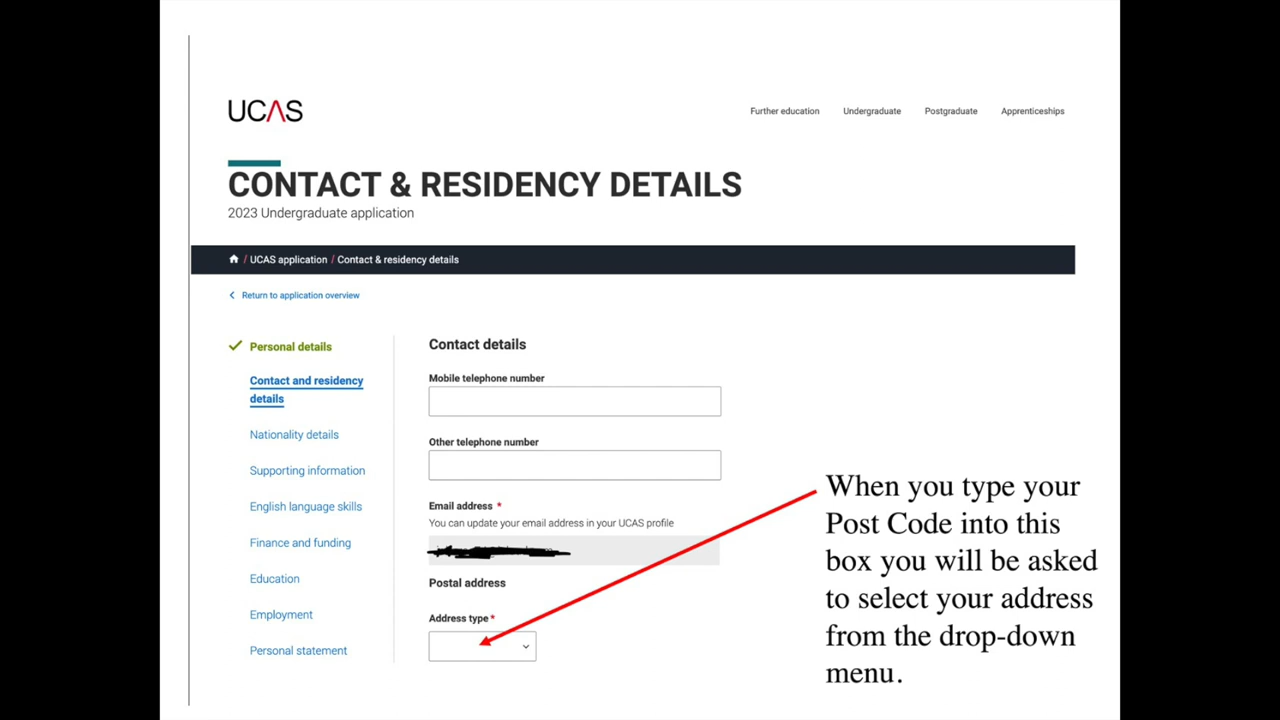 UCAS
Further education Undergraduate Postgraduate Apprenticeships
CONTACT & RESIDENCY DETAILS
2023 Undergraduate application
/ UCAS application / Contact & residency details
Return to application overview
Personal details
Contact and residency
details
Nationality details
Supporting information
English language skills
Finance and funding
Education
Employment
Personal statement
Contact details
Mobile telephone number
Other telephone number
Email address *
You can update your email address in your UCAS profile
Postal address
Address type *
When you type your
Post Code into this
box you will be asked
to select your address
from the drop-down
menu.